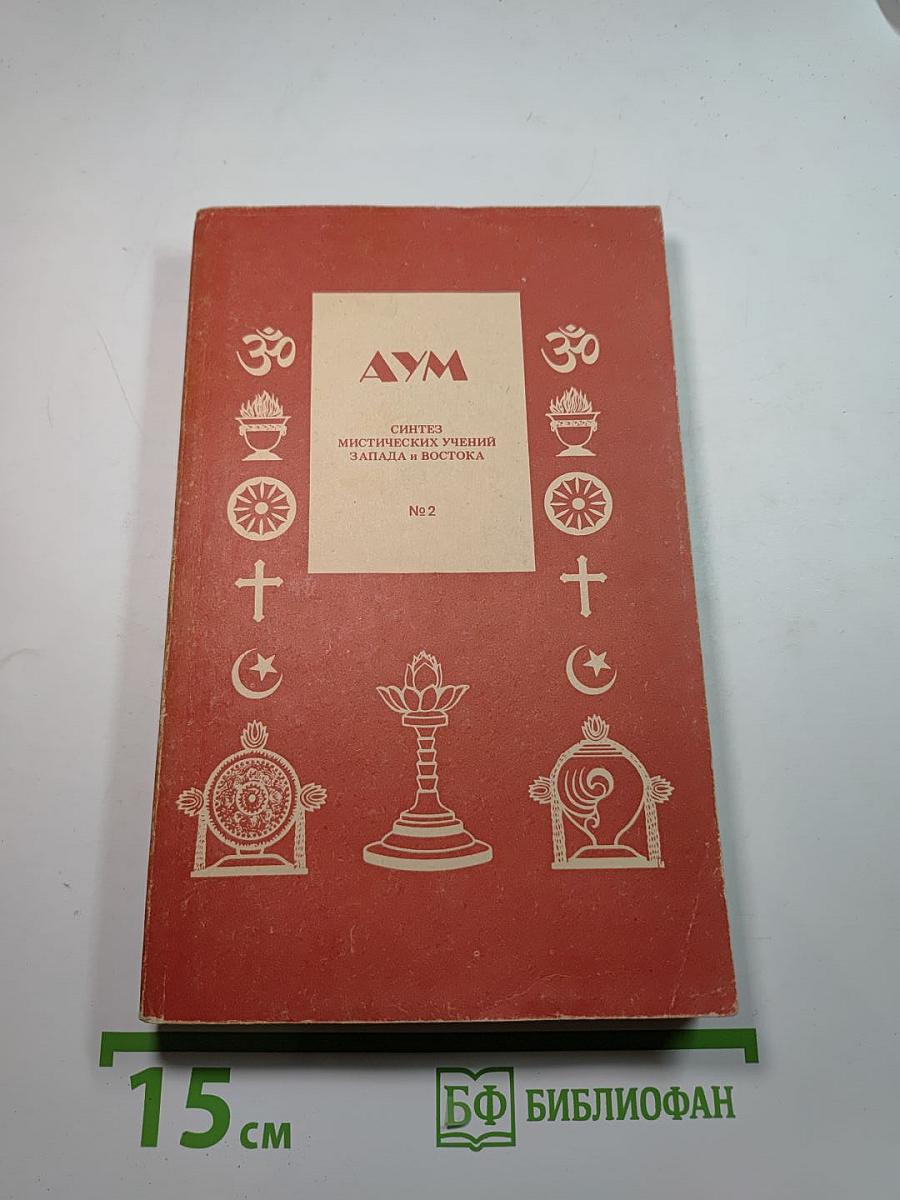 АУМ
СИНТЕЗ
МИСТИЧЕСКИХ УЧЕНИЙ
ЗАПАДА и ВОСТОКА
№2
15 см
БФ БИБЛИОФАН